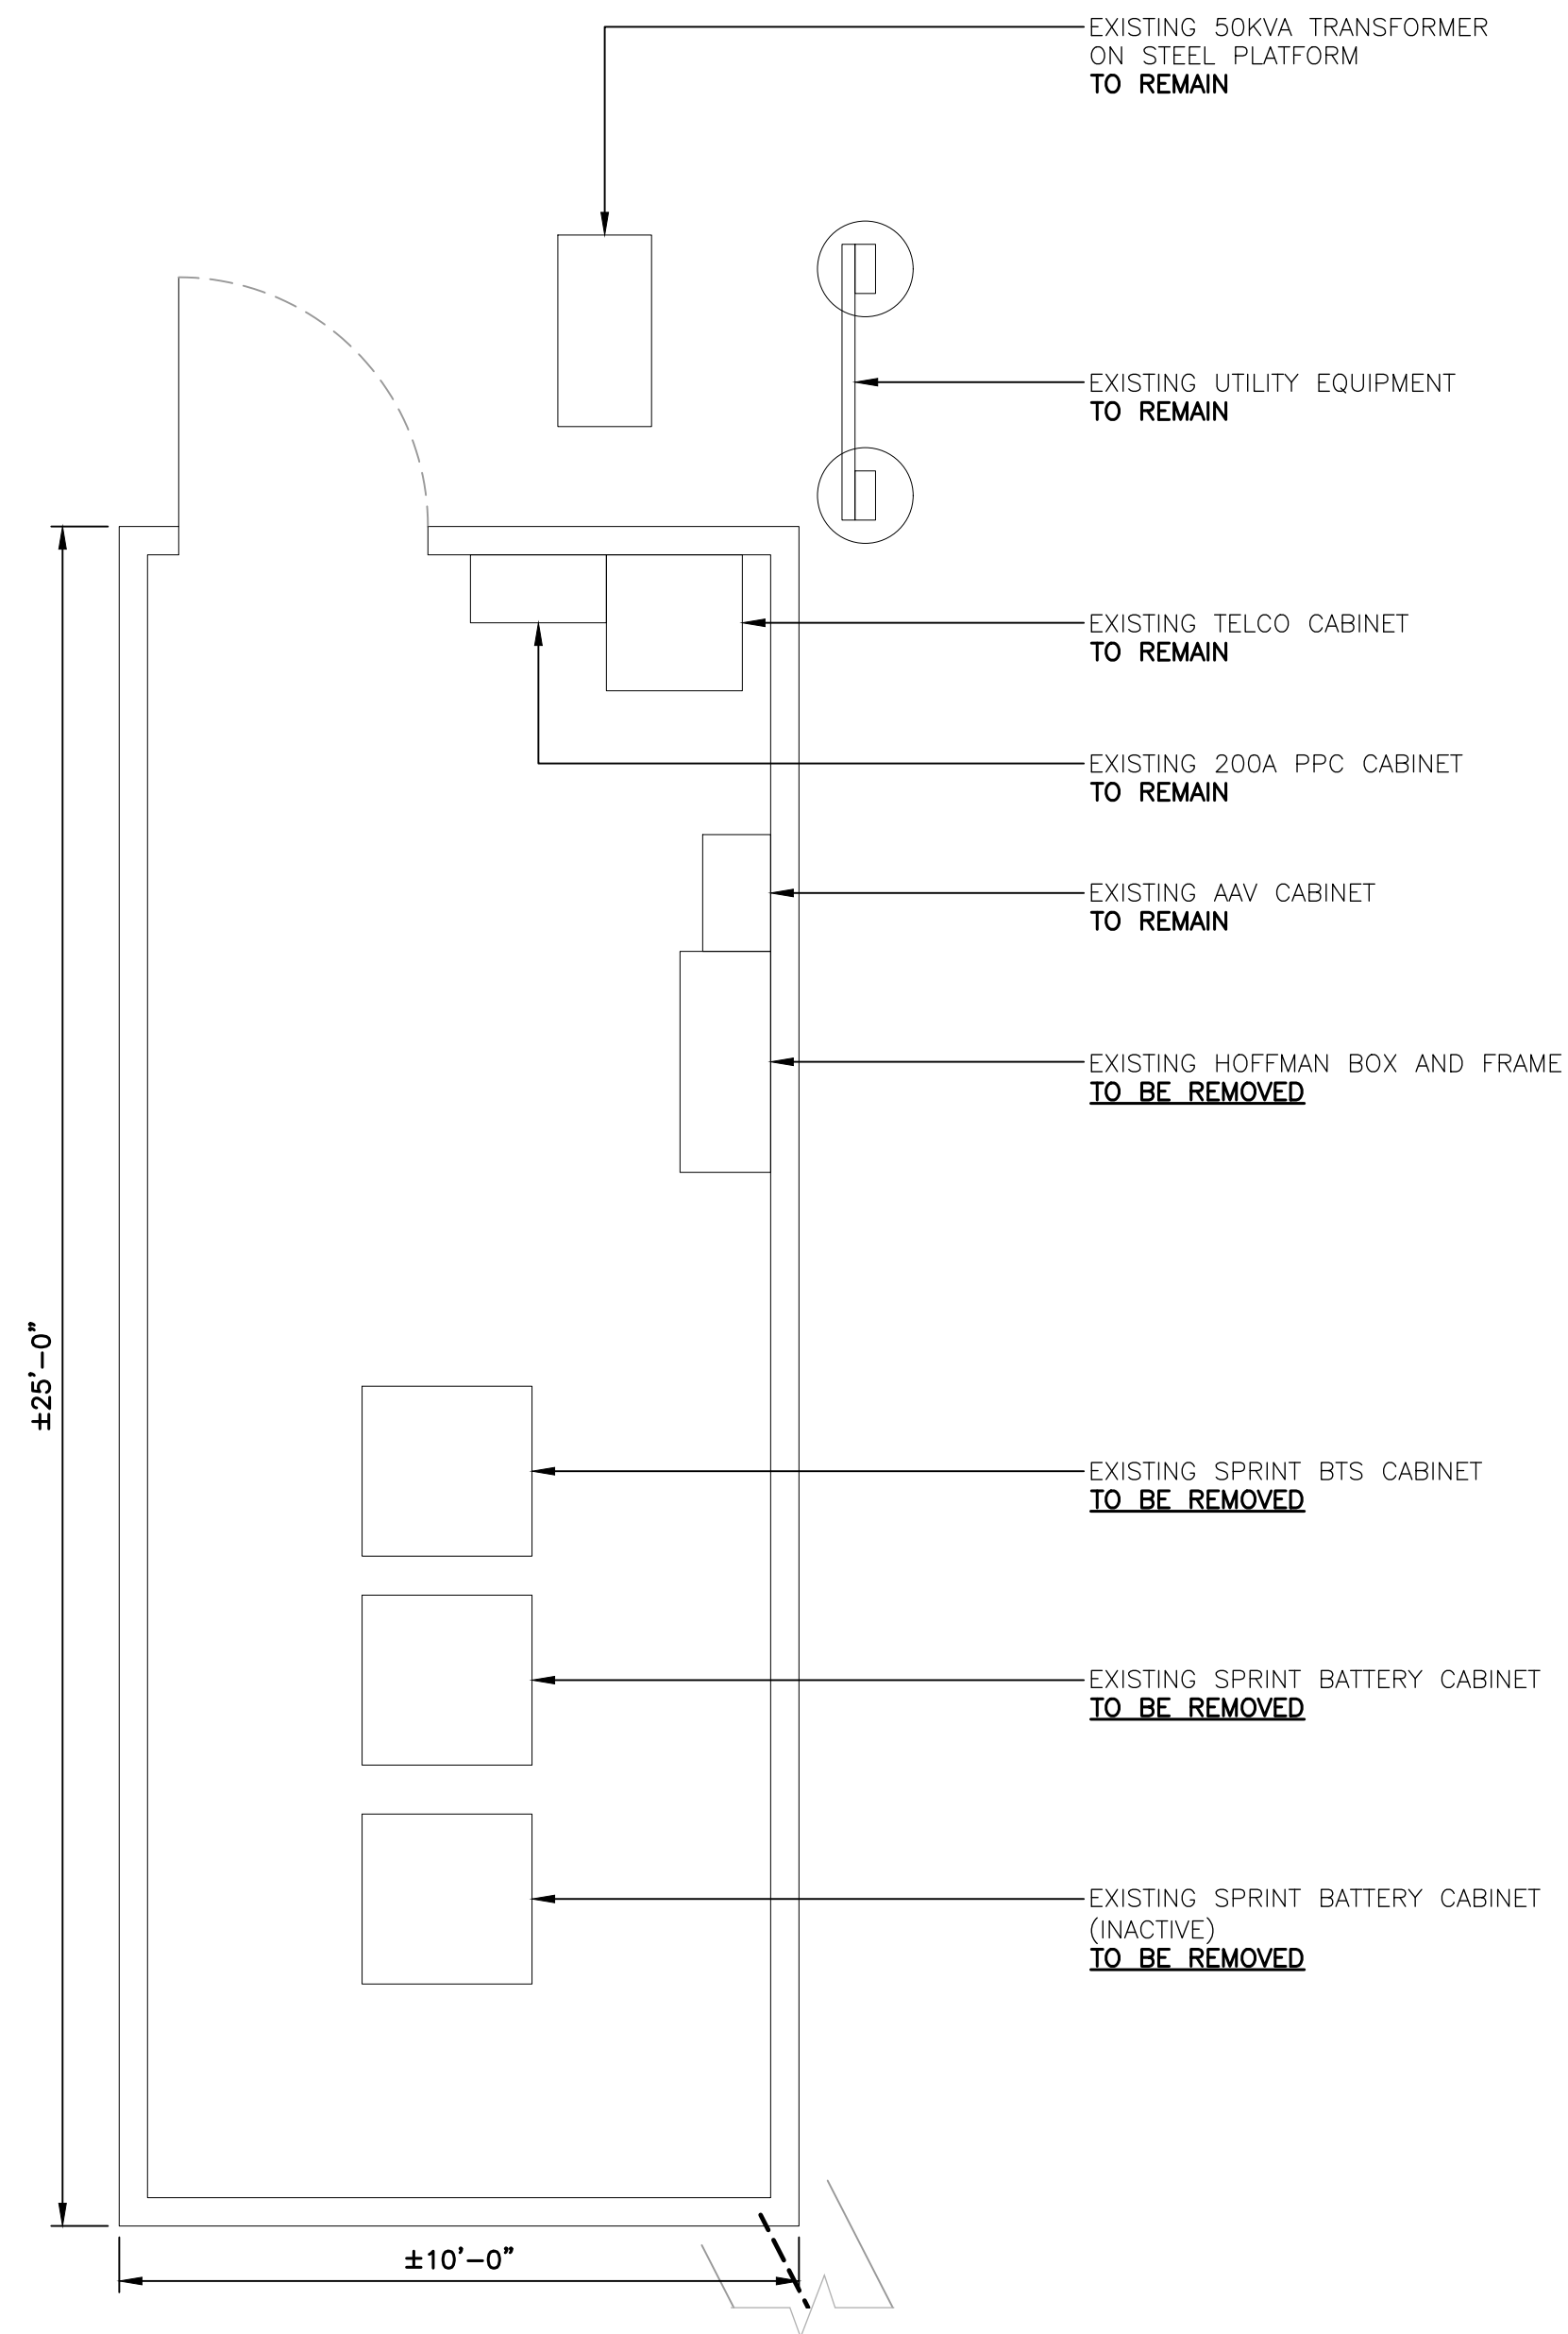 EXISTING 50KVA TRANSFORMER
ON STEEL PLATFORM
TO REMAIN
EXISTING UTILITY EQUIPMENT
TO REMAIN
EXISTING TELCO CABINET
TO REMAIN
EXISTING 200A PPC CABINET
TO REMAIN
EXISTING AAV CABINET
TO REMAIN
EXISTING HOFFMAN BOX AND FRAME
TO BE REMOVED
±25'-0"
EXISTING SPRINT BTS CABINET
TO BE REMOVED
EXISTING SPRINT BATTERY CABINET
TO BE REMOVED
EXISTING SPRINT BATTERY CABINET
(INACTIVE)
TO BE REMOVED
±10'-0"